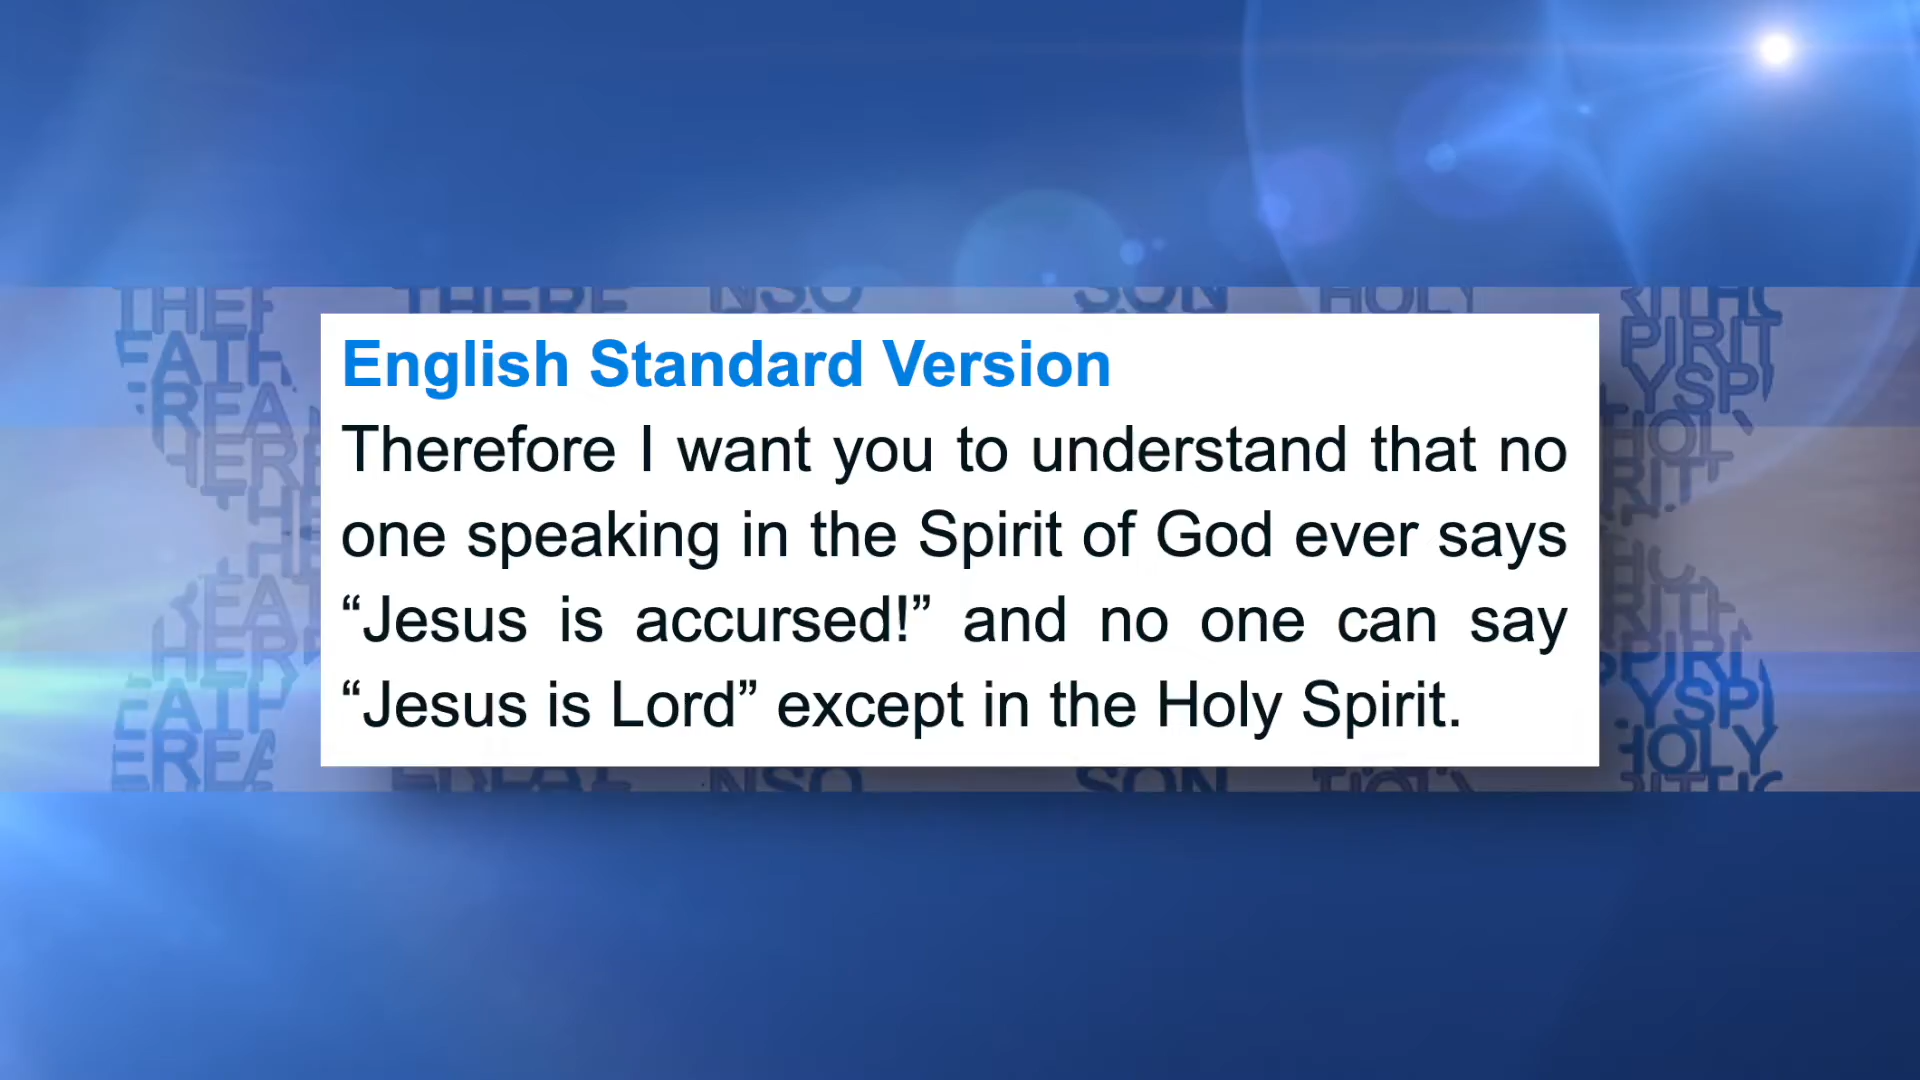 English Standard Version
Therefore I want you to understand that no
one speaking in the Spirit of God ever says
“Jesus is accursed!” and no one can say
“Jesus is Lord” except in the Holy Spirit.